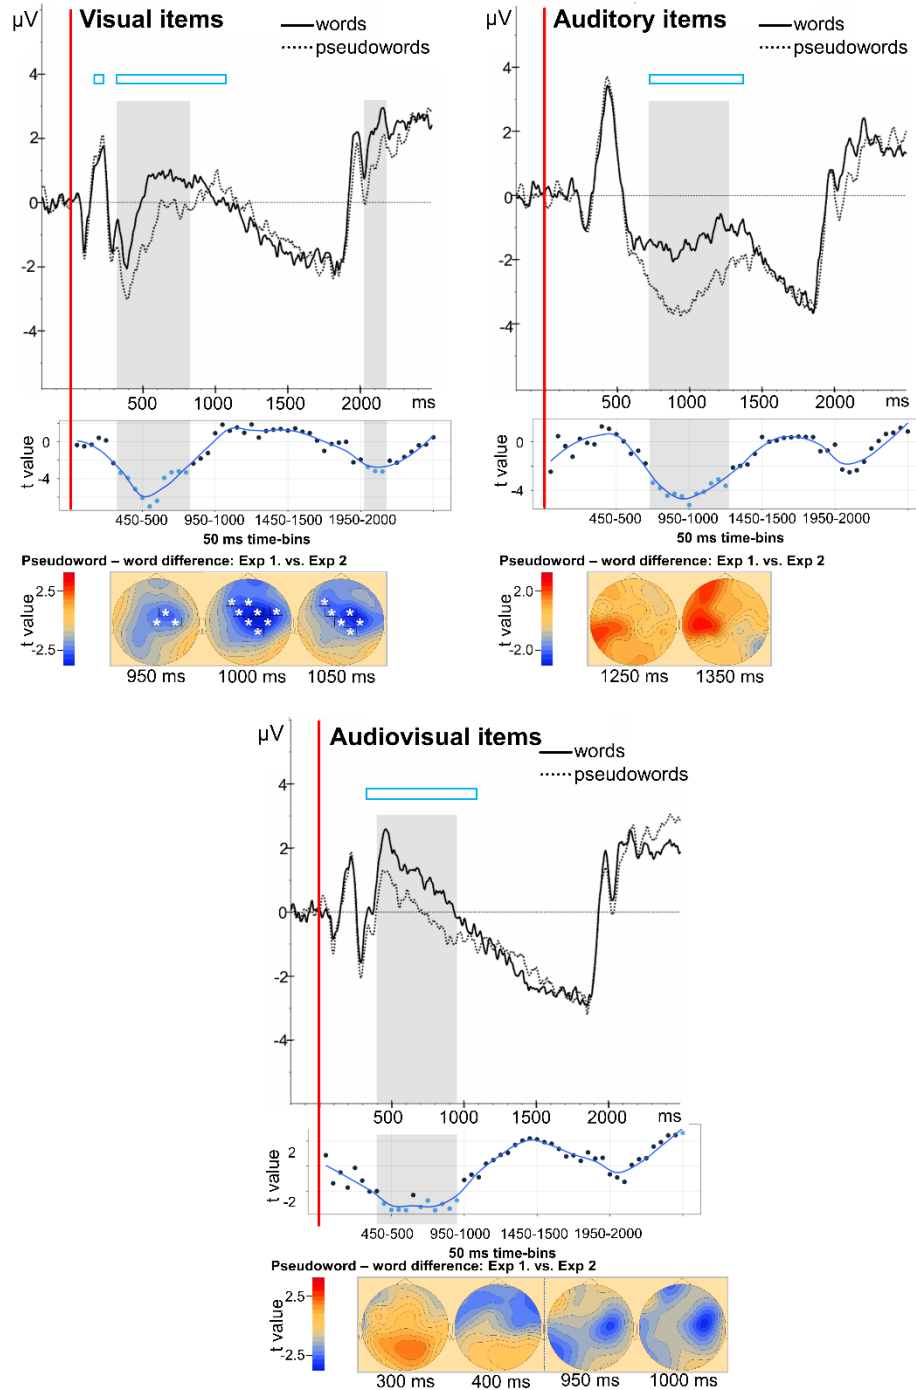 µV
Visual items
words
pseudowords
4
2
0
-2
-4
500
1000
1500
2000
ms
t value
0
-4
450-500
950-1000
1450-1500
1950-2000
50 ms time-bins
Pseudoword – word difference: Exp 1. vs. Exp 2
t value
2.5
-2.5
* * *
* * * * * * * *
* * * * * *
950 ms
1000 ms
1050 ms
µV
Auditory items
words
pseudowords
4
2
0
-2
-4
500
1000
1500
2000
ms
t value
0
-4
450-500
950-1000
1450-1500
1950-2000
50 ms time-bins
Pseudoword – word difference: Exp 1. vs. Exp 2
t value
2.0
-2.0
1250 ms
1350 ms
µV
Audiovisual items
words
pseudowords
4
2
0
-2
-4
500
1000
1500
2000
ms
t value
2
-2
450-500
950-1000
1450-1500
1950-2000
50 ms time-bins
Pseudoword – word difference: Exp 1. vs. Exp 2
t value
2.5
-2.5
300 ms
400 ms
950 ms
1000 ms